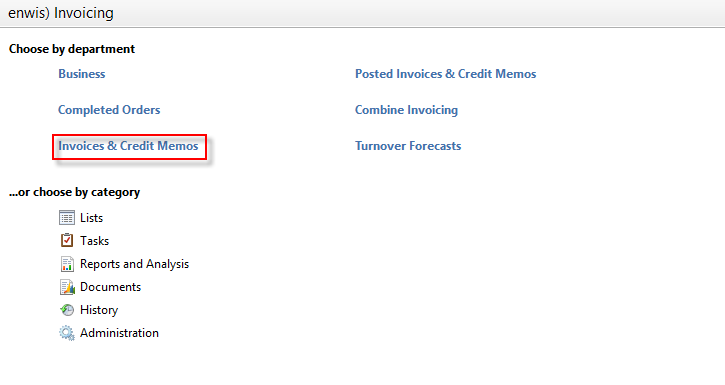 enwis) Invoicing
Choose by department
Business
Posted Invoices & Credit Memos
Completed Orders
Combine Invoicing
Invoices & Credit Memos
Turnover Forecasts
...or choose by category
Lists
Tasks
Reports and Analysis
Documents
History
Administration